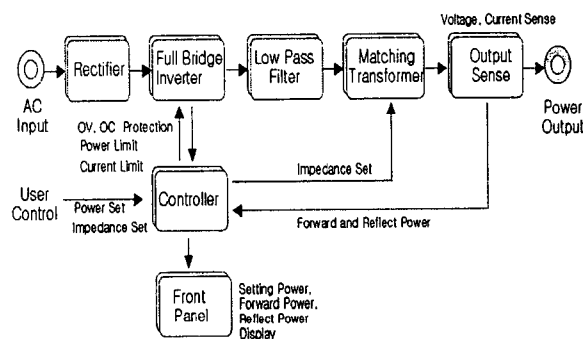 Voltage, Current Sense
Rectifier
Full Bridge
Inverter
Low Pass
Filter
Matching
Transformer
Output
Sense
AC
Input
Power
Output
OV, OC Protection
Power Limit
Current Limit
Impedance Set
User
Control
Power Set
Impedance Set
Controller
Forward and Reflect Power
Front
Panel
Setting Power,
Forward Power,
Reflect Power
Display